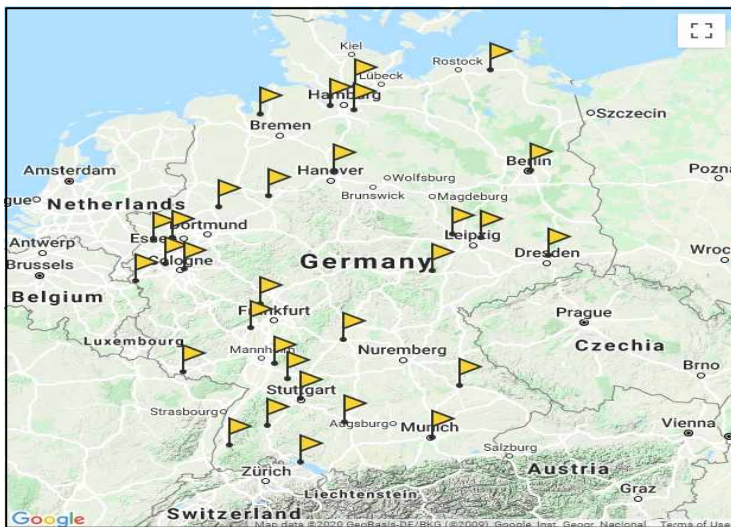 Kiel
Rostock
Lübeck
Hamburg
Szczecin
Bremen
Amsterdam
Hanover
Wolfsburg
Berlin
Pozna
Brunswick
Magdeburg
gue
Netherlands
Dortmund
Essen
Leipzig
Antwerp
Dresden
Wroc
Cologne
Germany
Brussels
Belgium
Frankfurt
Prague
Luxembourg
Mannheim
Nuremberg
Czechia
Brno
Stuttgart
Strasbourg
Augsburg
Munich
Vienna
Salzburg
Zürich
Austria
Liechtenstein
Graz
Switzerland
Google
Map data ©2020 GeoBasis-DE/BKG (©2009), Google, Inst. Geogr. Nacional
Terms of Use